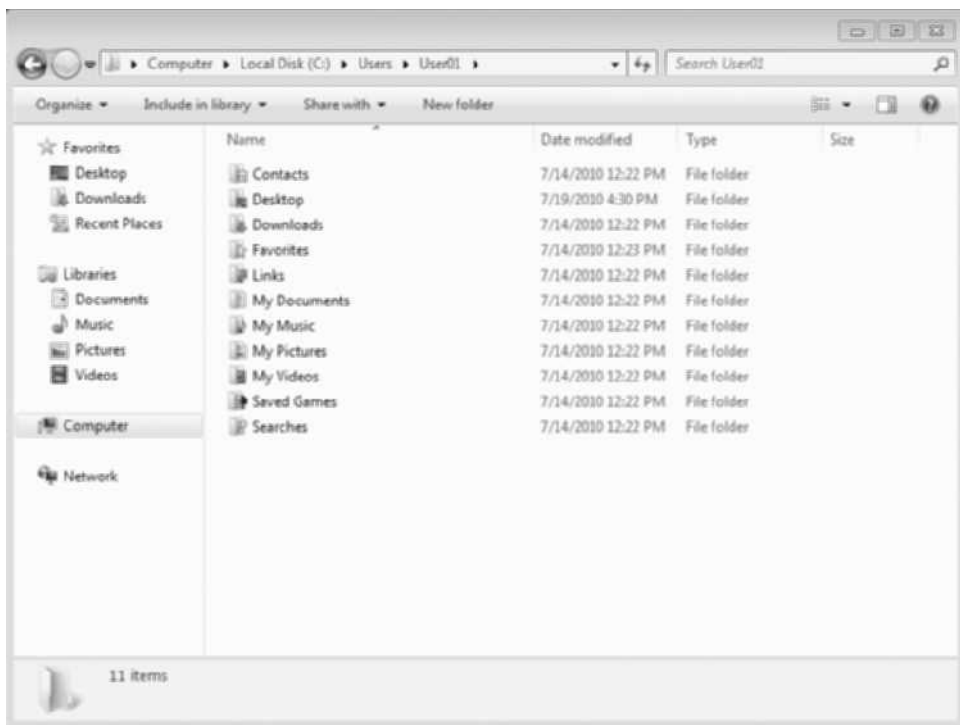 Computer Local Disk (C:) Users User01 Search User01
Organize Include in library Share with New folder
Name Date modified Type Size
Favorites
Desktop
Downloads
Recent Places
Libraries
Documents
Music
Pictures
Videos
Computer
Network
Contacts 7/14/2010 12:22 PM File folder
Desktop 7/19/2010 4:30 PM File folder
Downloads 7/14/2010 12:22 PM File folder
Favorites 7/14/2010 12:23 PM File folder
Links 7/14/2010 12:22 PM File folder
My Documents 7/14/2010 12:22 PM File folder
My Music 7/14/2010 12:22 PM File folder
My Pictures 7/14/2010 12:22 PM File folder
My Videos 7/14/2010 12:22 PM File folder
Saved Games 7/14/2010 12:22 PM File folder
Searches 7/14/2010 12:22 PM File folder
11 items